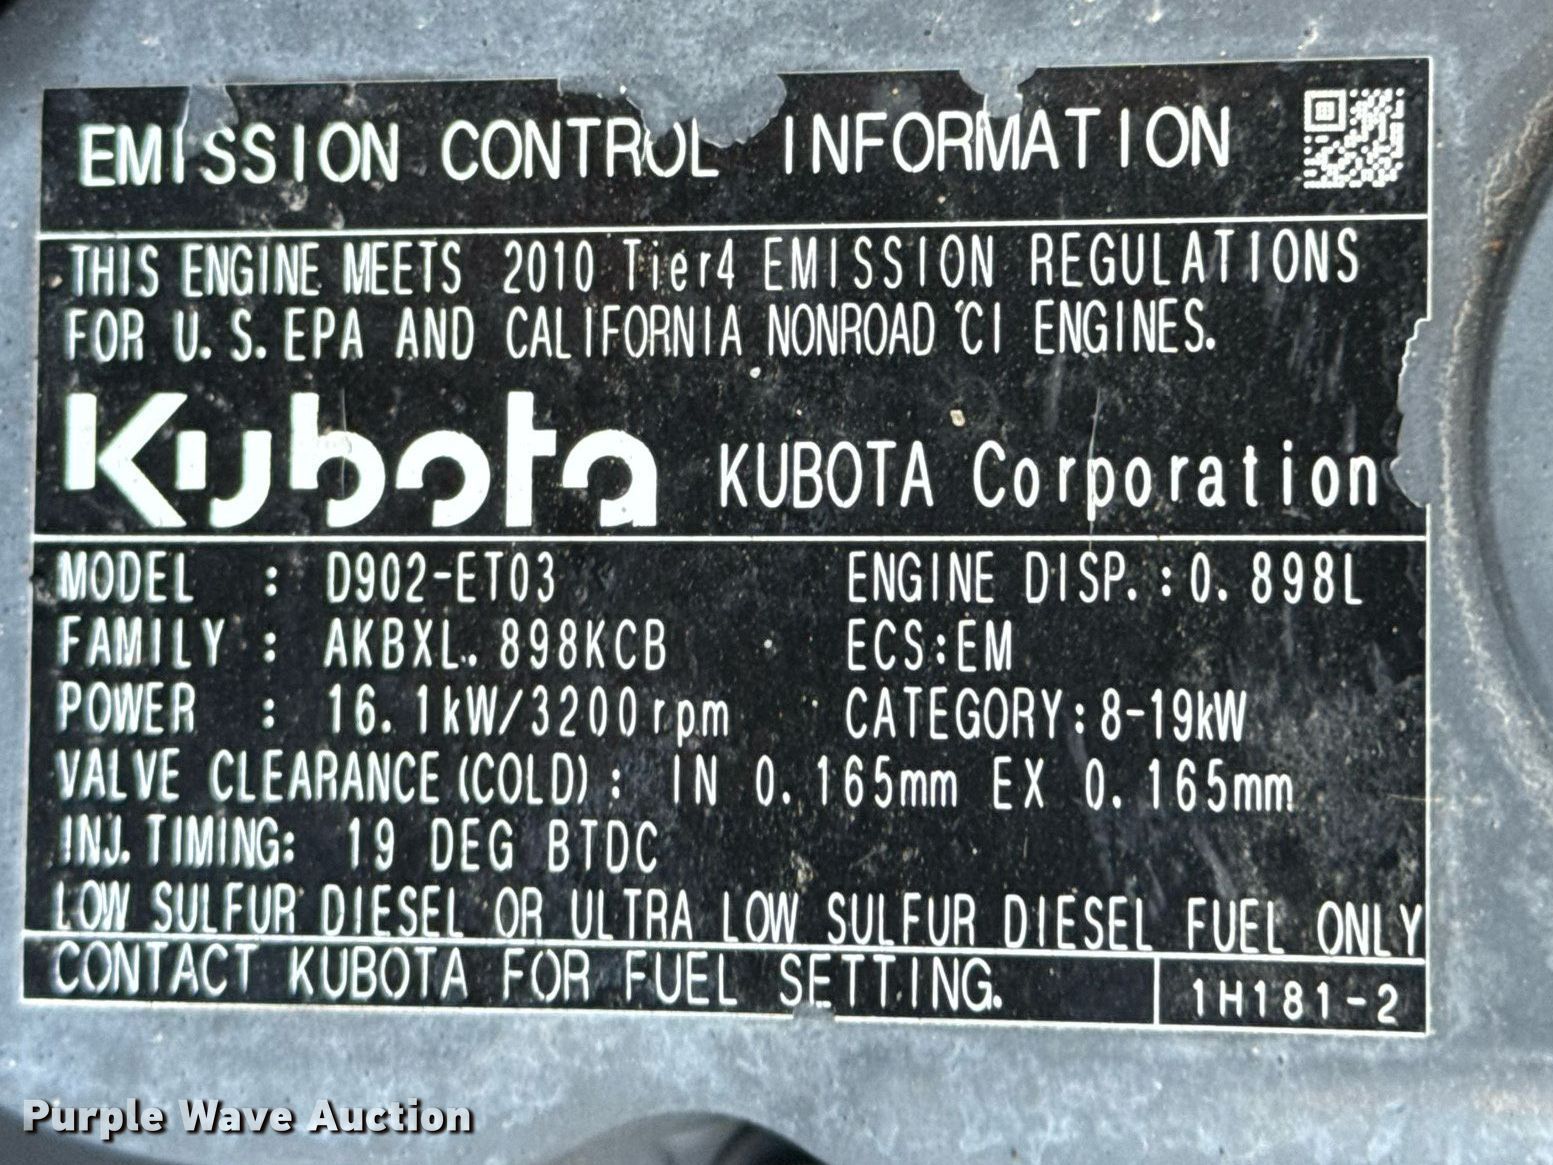 EMISSION CONTROL INFORMATION
THIS ENGINE MEETS 2010 Tier4 EMISSION REGULATIONS
FOR U.S.EPA AND CALIFORNIA NONROAD CI ENGINES.
Kubota KUBOTA Corporation
MODEL : D902-ET03 ENGINE DISP.:0.898L
FAMILY : AKBXL.898KCB ECS:EM
POWER : 16.1kW/3200rpm CATEGORY:8-19kW
VALVE CLEARANCE(COLD): IN 0.165mm EX 0.165mm
INJ.TIMING: 19 DEG BTDC
LOW SULFUR DIESEL OR ULTRA LOW SULFUR DIESEL FUEL ONLY
CONTACT KUBOTA FOR FUEL SETTING. 1H181-2
Purple Wave Auction